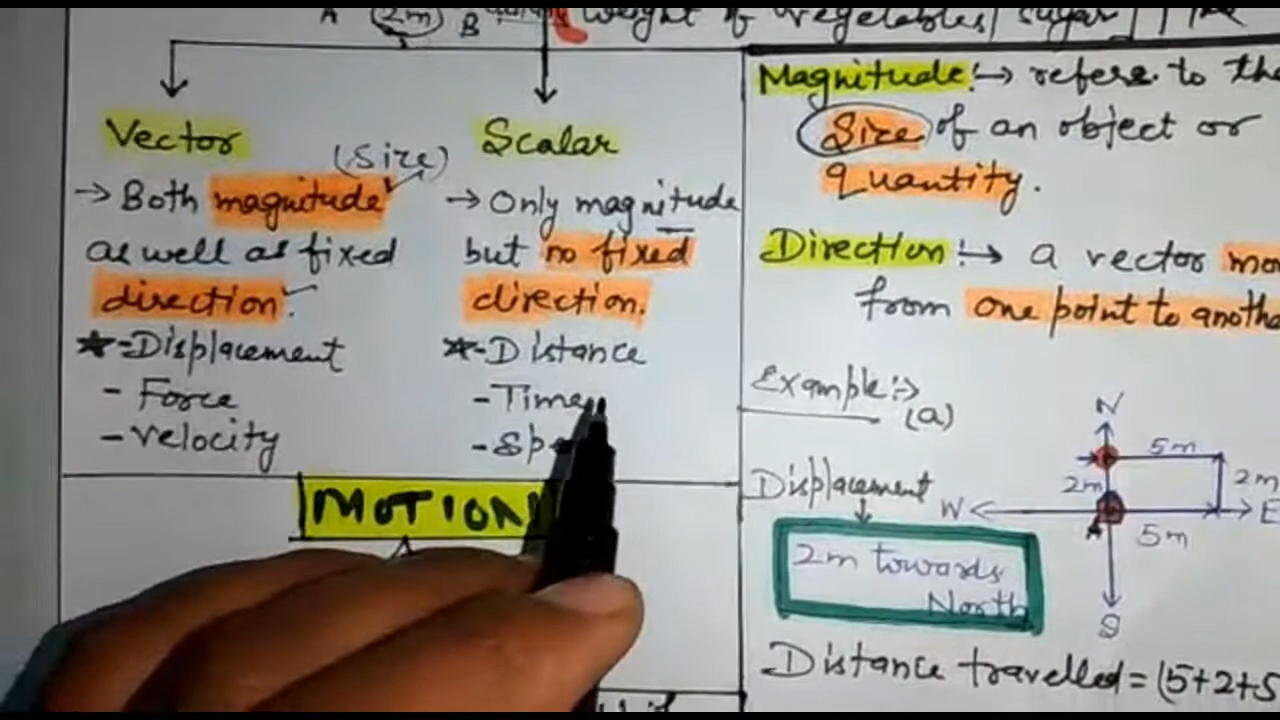 A (2m) B weight of vegetables/ sugar
Vector
(Size)
→ Both magnitude
as well as fixed
direction.
★-Displacement
- Force
- Velocity
Scalar
→ Only magnitude
but no fixed
direction.
★-Distance
- Time
MOTION
Magnitude:→ refers to the
Size of an object or
quantity.
Direction:→ a vector
from one point to
Example:→
(a)
Displacement
2m towards
North
N
5m
2m
2m
W
E
A
5m
S
Distance travelled = (5+2+5